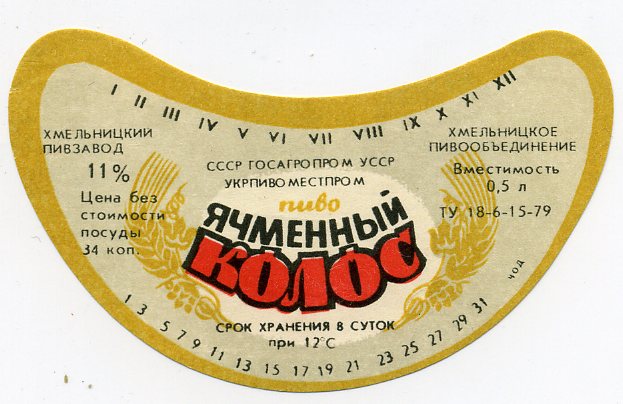 I II III IV V VI VII VIII IX X XI XII
ХМЕЛЬНИЦКИЙ
ПИВЗАВОД
11%
Цена без
стоимости
посуды
34 коп.
СССР ГОСАГРОПРОМ УССР
УКРПИВОМЕСТПРОМ
пиво
ЯЧМЕННЫЙ
КОЛОС
СРОК ХРАНЕНИЯ 8 СУТОК
при 12°С
ХМЕЛЬНИЦКОЕ
ПИВООБЪЕДИНЕНИЕ
Вместимость
0,5 л
ТУ 18-6-15-79
1 3 5 7 9 11 13 15 17 19 21 23 25 27 29 31